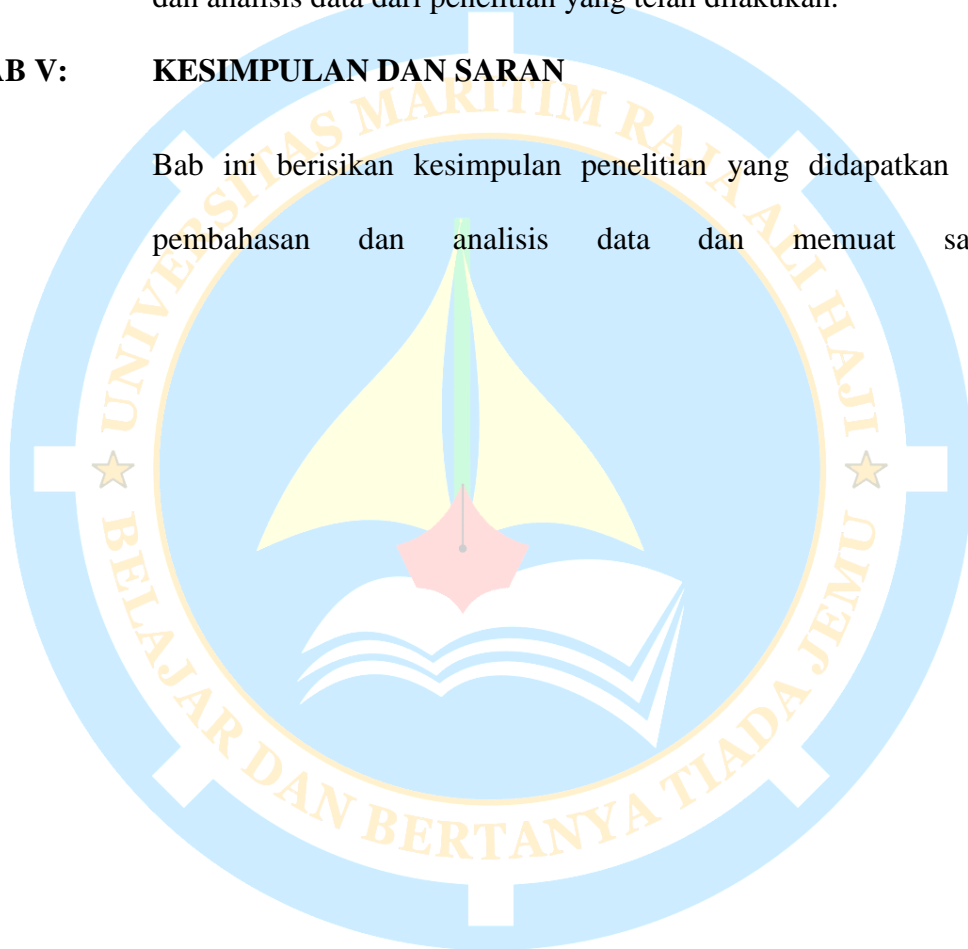 dan analisis data dari penelitian yang telah dilakukan.
AB V: KESIMPULAN DAN SARAN
Bab ini berisikan kesimpulan penelitian yang didapatkan
pembahasan dan analisis data dan memuat sa
UNIVERSITAS MARITIM RAJA ALI HAJI
BELAJAR DAN BERTANYA TIADA JEMU